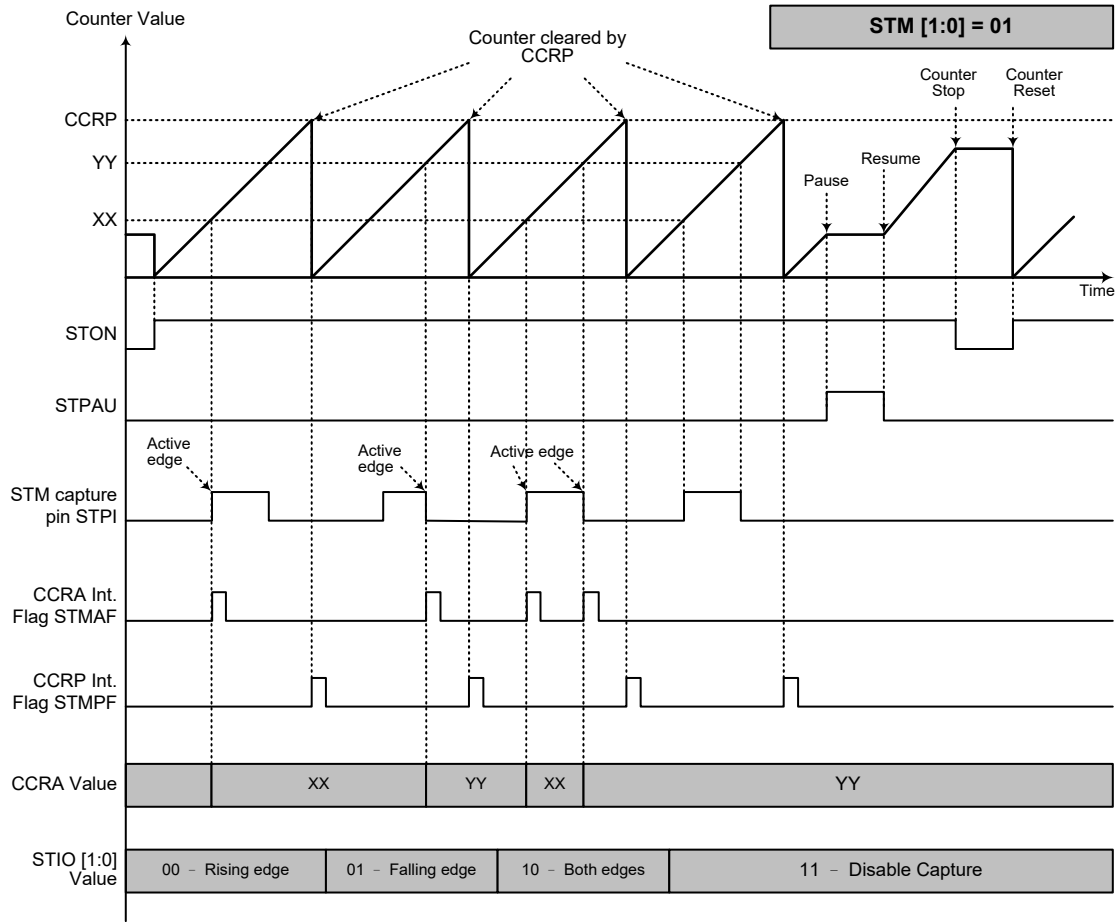 Counter Value
STM [1:0] = 01
Counter cleared by
CCRP
Counter
Stop
Counter
Reset
CCRP
YY
XX
Pause
Resume
Time
STON
STPAU
Active
edge
Active
edge
Active edge
STM capture
pin STPI
CCRA Int.
Flag STMAF
CCRP Int.
Flag STMPF
CCRA Value
XX
YY
XX
YY
STIO [1:0]
Value
00 – Rising edge
01 – Falling edge
10 – Both edges
11 – Disable Capture